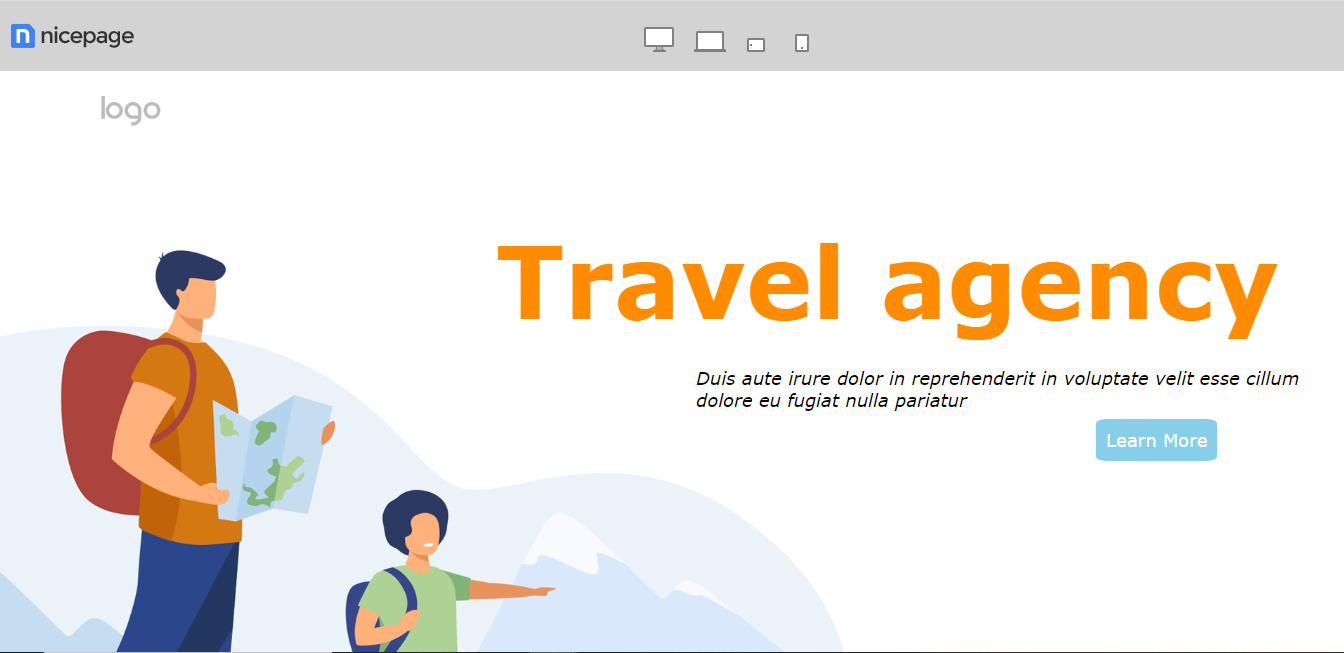 nicepage
logo
Travel agency
Duis aute irure dolor in reprehenderit in voluptate velit esse cillum
dolore eu fugiat nulla pariatur
Learn More